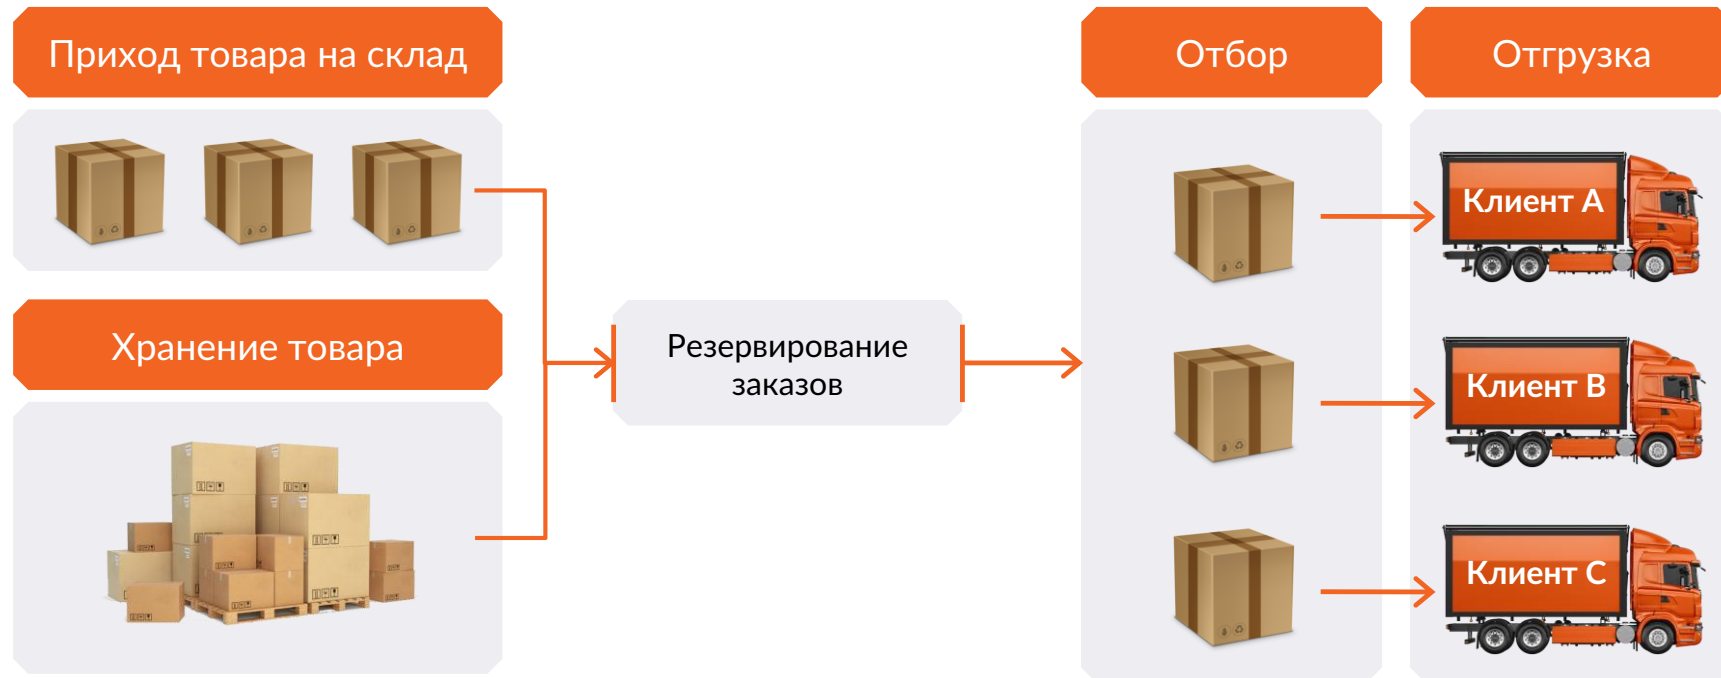 Приход товара на склад
Отбор
Отгрузка
Клиент A
Хранение товара
Резервирование
заказов
Клиент B
Клиент C